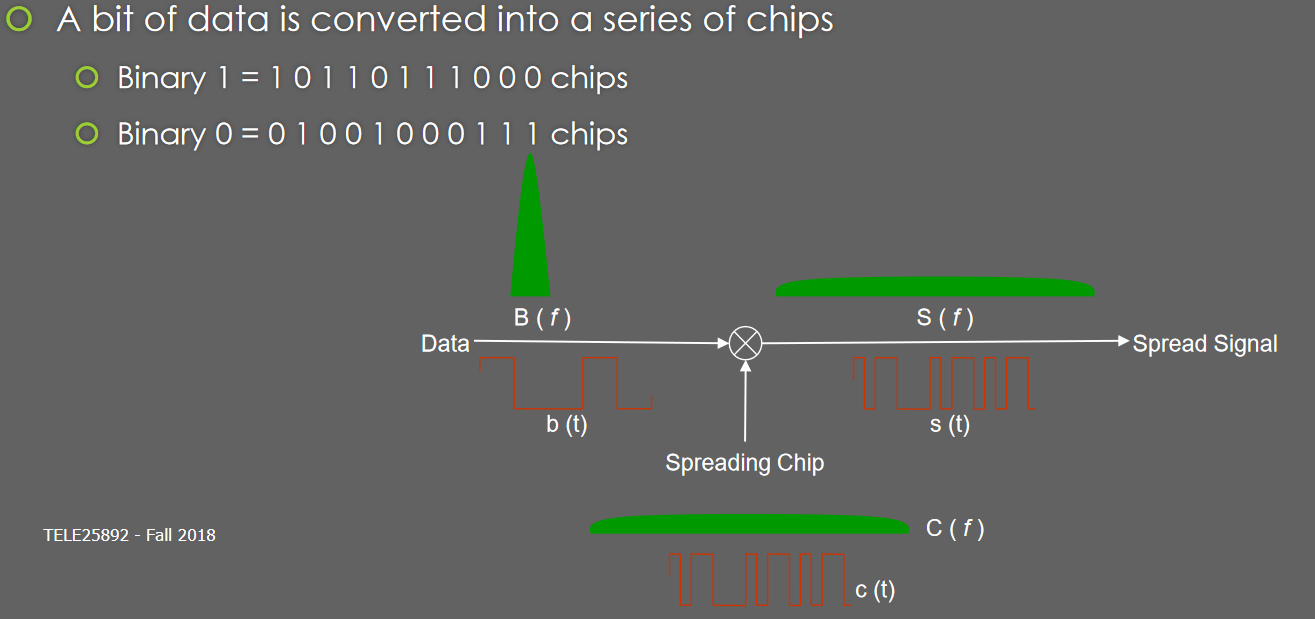 A bit of data is converted into a series of chips
Binary 1 = 1 0 1 1 0 1 1 1 0 0 0 chips
Binary 0 = 0 1 0 0 1 0 0 0 1 1 1 chips
B ( f )
S ( f )
Data
Spread Signal
b (t)
s (t)
Spreading Chip
TELE25892 - Fall 2018
C ( f )
c (t)